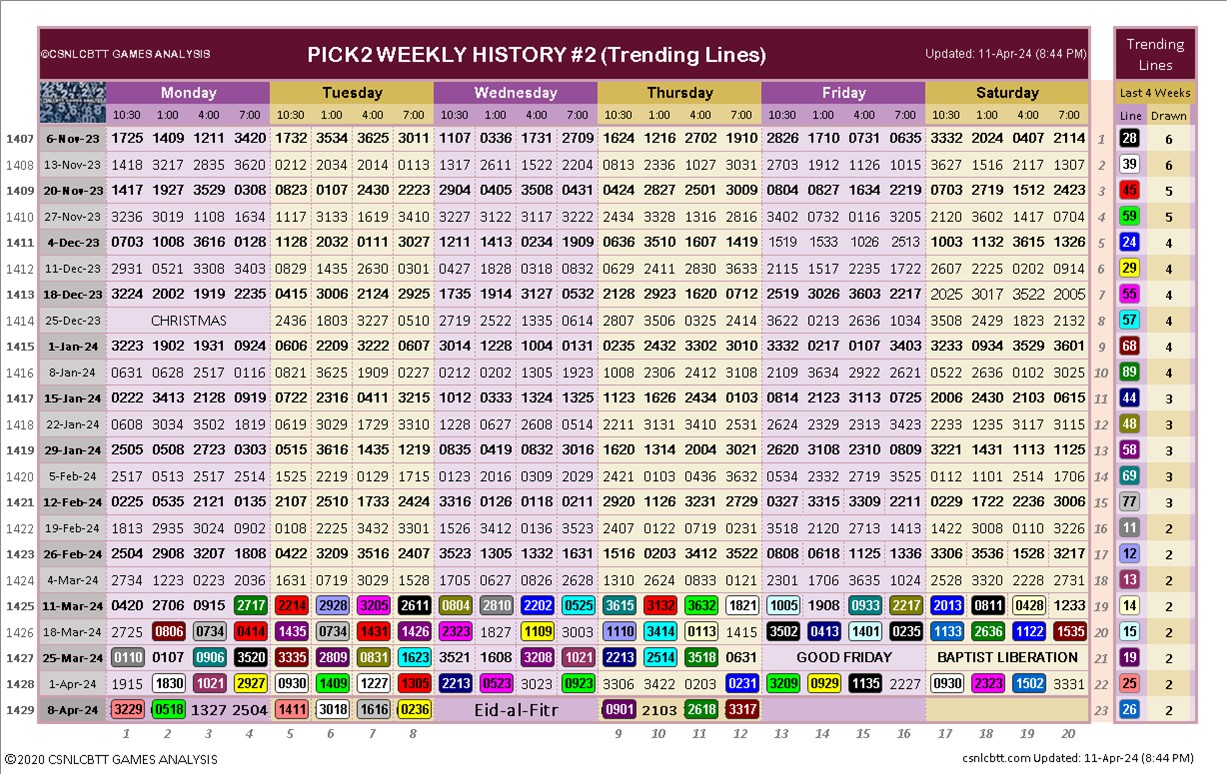 ©CSNLCBTT GAMES ANALYSIS PICK2 WEEKLY HISTORY #2 (Trending Lines) Updated: 11-Apr-24 (8:44 PM) Trending Lines
Monday Tuesday Wednesday Thursday Friday Saturday Last 4 Weeks
10:30 1:00 4:00 7:00 10:30 1:00 4:00 7:00 10:30 1:00 4:00 7:00 10:30 1:00 4:00 7:00 10:30 1:00 4:00 7:00 10:30 1:00 4:00 7:00 Line Drawn
1407 6-Nov-23 1725 1409 1211 3420 1732 3534 3625 3011 1107 0336 1731 2709 1624 1216 2702 1910 2826 1710 0731 0635 3332 2024 0407 2114 1 28 6
1408 13-Nov-23 1418 3217 2835 3620 0212 2034 2014 0113 1317 2611 1522 2204 0813 2336 1027 3031 2703 1912 1126 1015 3627 1516 2117 1307 2 39 6
1409 20-Nov-23 1417 1927 3529 0308 0823 0107 2430 2223 2904 0405 3508 0431 0424 2827 2501 3009 0804 0827 1634 2219 0703 2719 1512 2423 3 45 5
1410 27-Nov-23 3236 3019 1108 1634 1117 3133 1619 3410 3227 3122 3117 3222 2434 3328 1316 2816 3402 0732 0116 3205 2120 3602 1417 0704 4 59 5
1411 4-Dec-23 0703 1008 3616 0128 1128 2032 0111 3027 1211 1413 0234 1909 0636 3510 1607 1419 1519 1533 1026 2513 1003 1132 3615 1326 5 24 4
1412 11-Dec-23 2931 0521 3308 3403 0829 1435 2630 0302 0427 1828 0318 0832 0629 2411 2830 3633 2115 1517 2235 1722 2607 2225 0202 0914 6 29 4
1413 18-Dec-23 3224 2002 1919 2235 0415 3006 2124 2925 1735 1914 3127 0532 2128 2923 1620 0712 2519 3026 3603 2217 2025 3017 3522 2005 7 55 4
1414 25-Dec-23 CHRISTMAS 2436 1803 3227 0510 2719 2522 1335 0614 2807 3506 0325 2414 3622 0213 2636 1034 3508 2429 1823 2132 8 57 4
1415 1-Jan-24 3223 1902 1931 0924 0606 2209 3222 0607 3014 1228 1004 0131 0235 2432 3302 3010 3332 0217 0107 3403 3233 0934 3529 3601 9 68 4
1416 8-Jan-24 0631 0628 2517 0116 0821 3625 1909 0227 0212 0202 1305 1923 1008 2306 2412 3108 2109 3634 2922 2621 0522 2636 0102 3025 10 89 4
1417 15-Jan-24 0222 3413 2128 0919 0722 2316 0411 3215 1012 0333 1324 1325 1123 1626 2434 0103 0814 2123 3113 0725 2006 2430 2103 0615 11 44 3
1418 22-Jan-24 0608 3034 3502 1819 0619 3029 1729 3310 1228 0627 2608 0514 2211 3131 3410 2531 2624 2329 2313 3423 2233 1235 3117 3115 12 48 3
1419 29-Jan-24 2505 0508 2723 0303 0515 3616 1435 1219 0835 0419 0832 3016 1620 1314 2004 3021 2620 3108 2310 0809 3221 1431 1113 1125 13 58 3
1420 5-Feb-24 2517 0513 2517 2514 1525 2219 0129 1718 0123 2016 0309 2029 2421 0103 0436 3632 0534 2332 2719 3525 0112 1101 2514 1706 14 69 3
1421 12-Feb-24 0225 0535 2121 0135 2107 2510 1733 2424 3316 0126 0118 0211 2920 1126 3231 2729 0327 3315 3309 2211 0229 1722 2236 3006 15 77 3
1422 19-Feb-24 1813 2935 3024 0902 0108 2225 3432 3301 1526 3412 0136 3523 2407 0122 0719 0231 3518 2120 2713 1413 1422 3008 0110 3226 16 11 2
1423 26-Feb-24 2504 2908 3207 1808 0422 3209 3516 2407 3523 1305 1332 1631 1516 0203 3412 3522 0808 0618 1125 1336 3306 3536 1528 3217 17 12 2
1424 4-Mar-24 2734 1223 0223 2036 1631 0719 3029 1528 1705 0627 0826 2628 1310 2624 0833 0121 2301 1706 3635 1024 2528 3320 2228 2731 18 13 2
1425 11-Mar-24 0420 2706 0915 2717 2214 2928 3205 2611 0804 2810 2202 0525 3615 3132 3632 1821 1005 1908 0933 2217 2013 0811 0428 1233 19 14 2
1426 18-Mar-24 2725 0806 0734 0414 1435 0734 1431 1426 2323 1827 1109 3003 1110 3414 0113 1415 3502 0413 1401 0235 1133 2636 1122 1535 20 15 2
1427 25-Mar-24 0110 0107 0906 3520 3335 2809 0831 1623 3521 1608 3208 1021 2213 2514 3518 0631 GOOD FRIDAY BAPTIST LIBERATION 21 19 2
1428 1-Apr-24 1915 1830 1021 2927 0930 1409 1227 1305 2213 0523 3023 0923 3306 3422 0203 0231 3209 0929 1135 2227 0930 2323 1502 3331 22 25 2
1429 8-Apr-24 3229 0518 1327 2504 1411 3018 1616 0236 Eid-al-Fitr 0901 2103 2618 3317 23 26 2
1 2 3 4 5 6 7 8 9 10 11 12 13 14 15 16 17 18 19 20
©2020 CSNLCBTT GAMES ANALYSIS csnlcbtt.com Updated: 11-Apr-24 (8:44 PM)